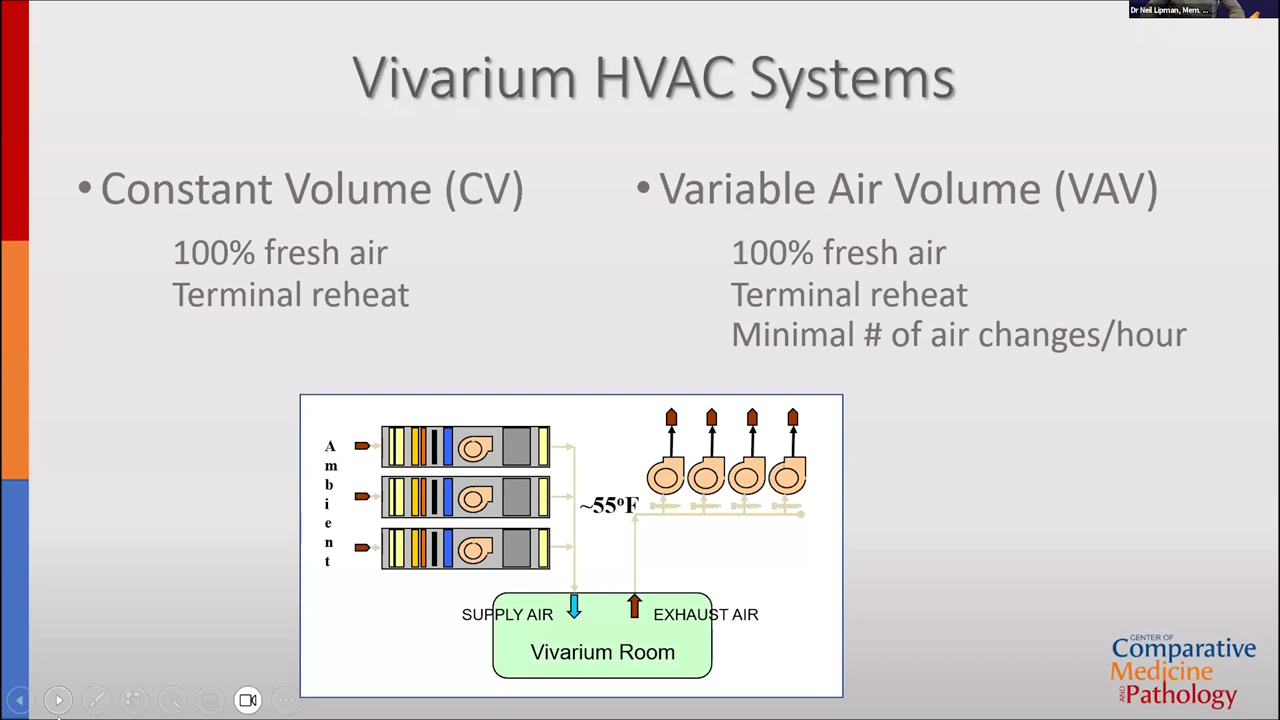 Dr Neil Lipman, Mem. ...
Vivarium HVAC Systems
• Constant Volume (CV)
100% fresh air
Terminal reheat
• Variable Air Volume (VAV)
100% fresh air
Terminal reheat
Minimal # of air changes/hour
Ambient
~55°F
SUPPLY AIR
EXHAUST AIR
Vivarium Room
CENTER OF
Comparative
Medicine
AND Pathology